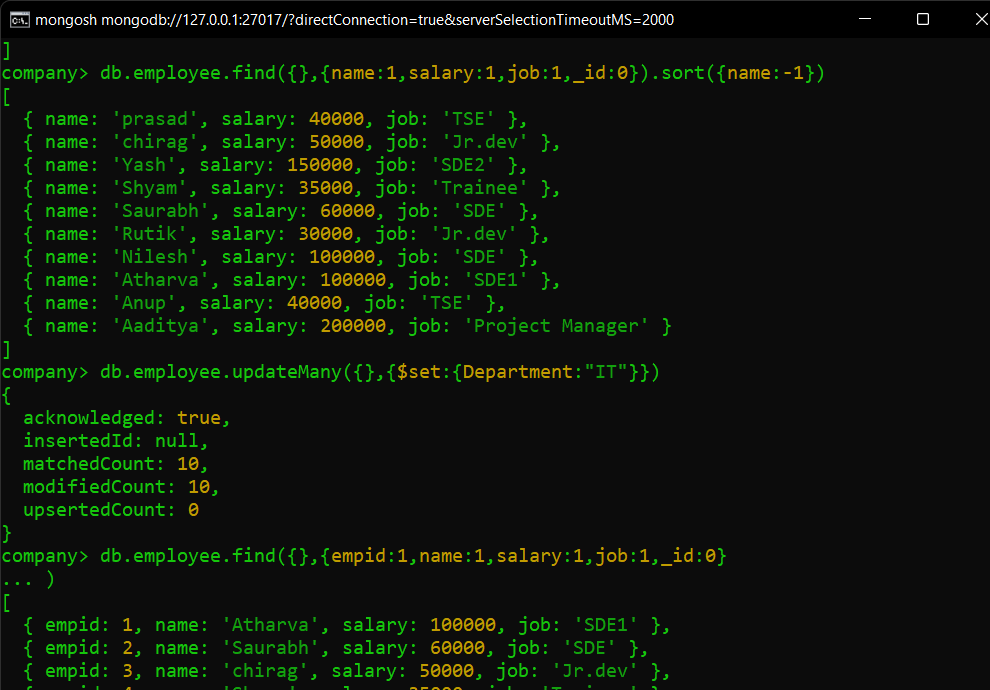 mongosh mongodb://127.0.0.1:27017/?directConnection=true&serverSelectionTimeoutMS=2000
]
company> db.employee.find({},{name:1,salary:1,job:1,_id:0}).sort({name:-1})
[
  { name: 'prasad', salary: 40000, job: 'TSE' },
  { name: 'chirag', salary: 50000, job: 'Jr.dev' },
  { name: 'Yash', salary: 150000, job: 'SDE2' },
  { name: 'Shyam', salary: 35000, job: 'Trainee' },
  { name: 'Saurabh', salary: 60000, job: 'SDE' },
  { name: 'Rutik', salary: 30000, job: 'Jr.dev' },
  { name: 'Nilesh', salary: 100000, job: 'SDE' },
  { name: 'Atharva', salary: 100000, job: 'SDE1' },
  { name: 'Anup', salary: 40000, job: 'TSE' },
  { name: 'Aaditya', salary: 200000, job: 'Project Manager' }
]
company> db.employee.updateMany({},{$set:{Department:"IT"}})
{
  acknowledged: true,
  insertedId: null,
  matchedCount: 10,
  modifiedCount: 10,
  upsertedCount: 0
}
company> db.employee.find({},{empid:1,name:1,salary:1,job:1,_id:0}
... )
[
  { empid: 1, name: 'Atharva', salary: 100000, job: 'SDE1' },
  { empid: 2, name: 'Saurabh', salary: 60000, job: 'SDE' },
  { empid: 3, name: 'chirag', salary: 50000, job: 'Jr.dev' },